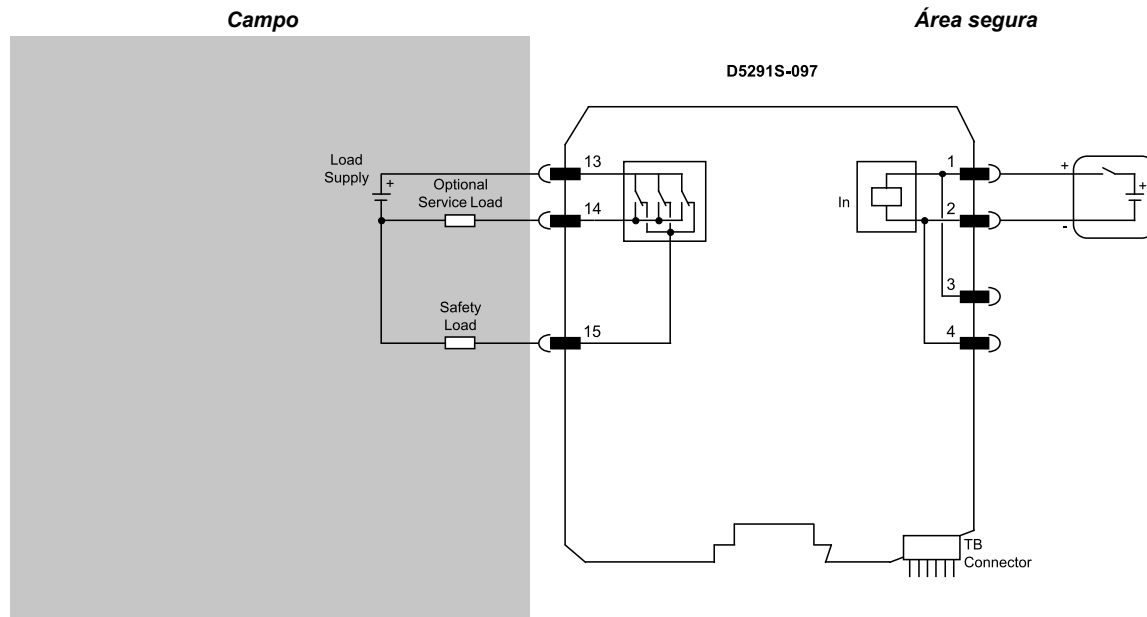 Campo
Área segura
D5291S-097
Load
Supply
+
Optional
Service Load
Safety
Load
13
14
15
In
1
2
3
4
+
-
+
TB
Connector